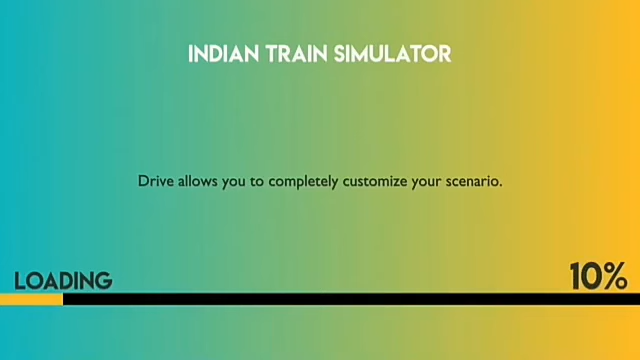 INDIAN TRAIN SIMULATOR
Drive allows you to completely customize your scenario.
LOADING
10%